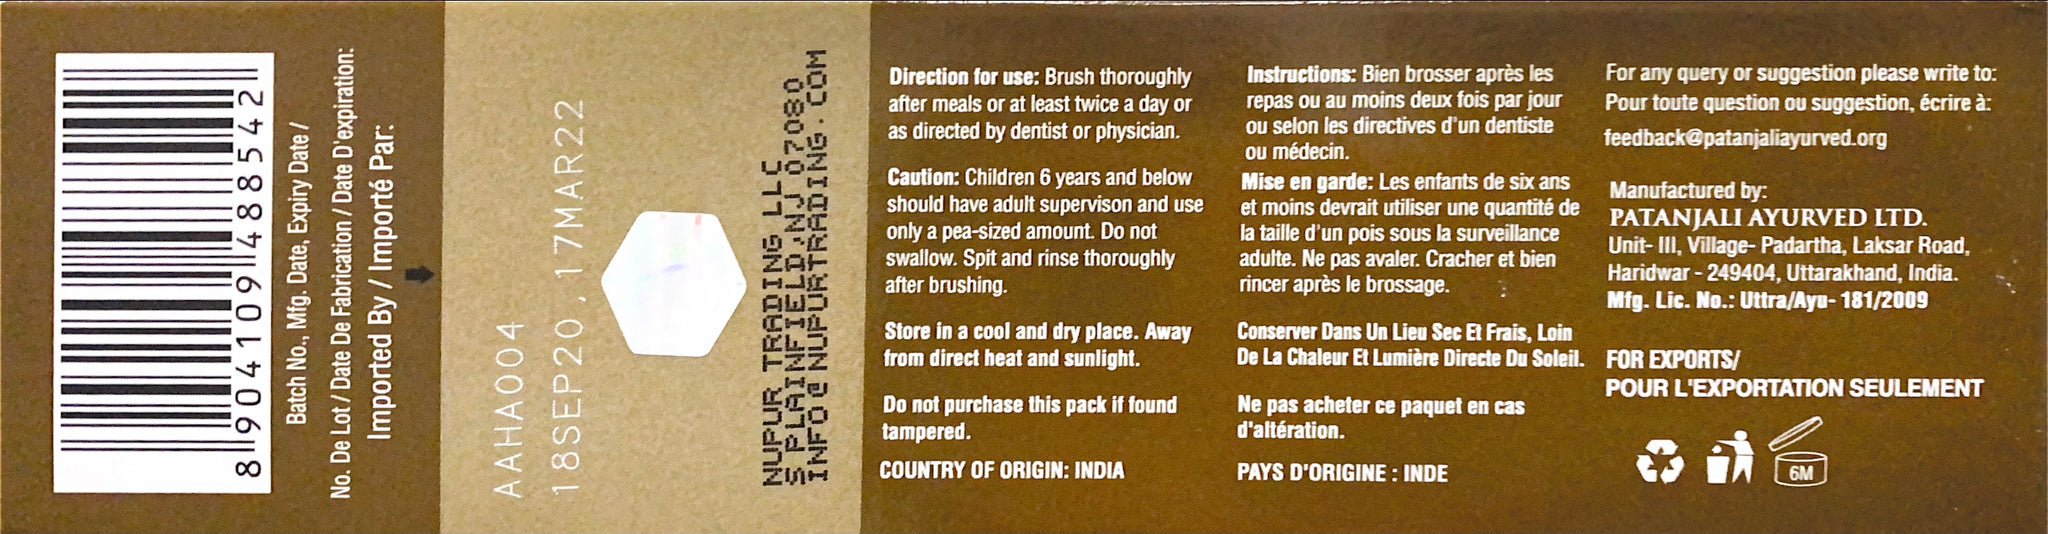 8 904109 488542
Batch No., Mfg. Date, Expiry Date /
No. De Lot / Date De Fabrication / Date D'expiration:
Imported By / Importé Par:
AAHA004
18SEP20,17MAR22
NUPUR TRADING LLC
S PLAINFIELD,NJ 07080
INFO@NUPURTRADING.COM
Direction for use: Brush thoroughly
after meals or at least twice a day or
as directed by dentist or physician.
Caution: Children 6 years and below
should have adult supervison and use
only a pea-sized amount. Do not
swallow. Spit and rinse thoroughly
after brushing.
Store in a cool and dry place. Away
from direct heat and sunlight.
Do not purchase this pack if found
tampered.
COUNTRY OF ORIGIN: INDIA
Instructions: Bien brosser après les
repas ou au moins deux fois par jour
ou selon les directives d'un dentiste
ou médecin.
Mise en garde: Les enfants de six ans
et moins devrait utiliser une quantité de
la taille d'un pois sous la surveillance
adulte. Ne pas avaler. Cracher et bien
rincer après le brossage.
Conserver Dans Un Lieu Sec Et Frais, Loin
De La Chaleur Et Lumière Directe Du Soleil.
Ne pas acheter ce paquet en cas
d'altération.
PAYS D'ORIGINE : INDE
For any query or suggestion please write to:
Pour toute question ou suggestion, écrire à:
feedback@patanjaliayurved.org
Manufactured by:
PATANJALI AYURVED LTD.
Unit- III, Village- Padartha, Laksar Road,
Haridwar - 249404, Uttarakhand, India.
Mfg. Lic. No.: Uttra/Ayu- 181/2009
FOR EXPORTS/
POUR L'EXPORTATION SEULEMENT
6M